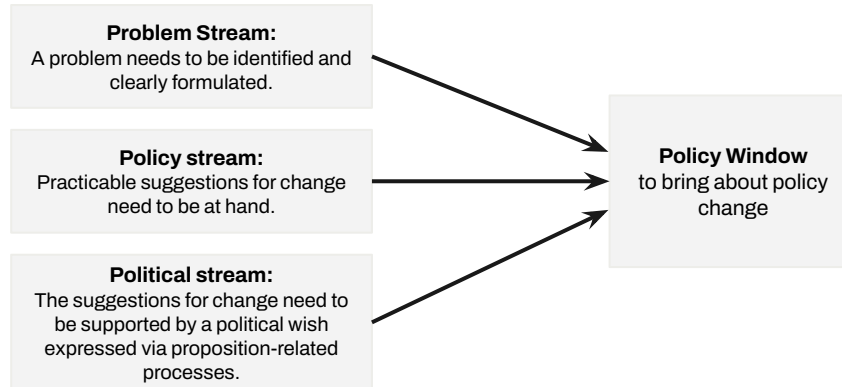 Problem Stream:
A problem needs to be identified and
clearly formulated.
Policy stream:
Practicable suggestions for change
need to be at hand.
Political stream:
The suggestions for change need to
be supported by a political wish
expressed via proposition-related
processes.
Policy Window
to bring about policy
change